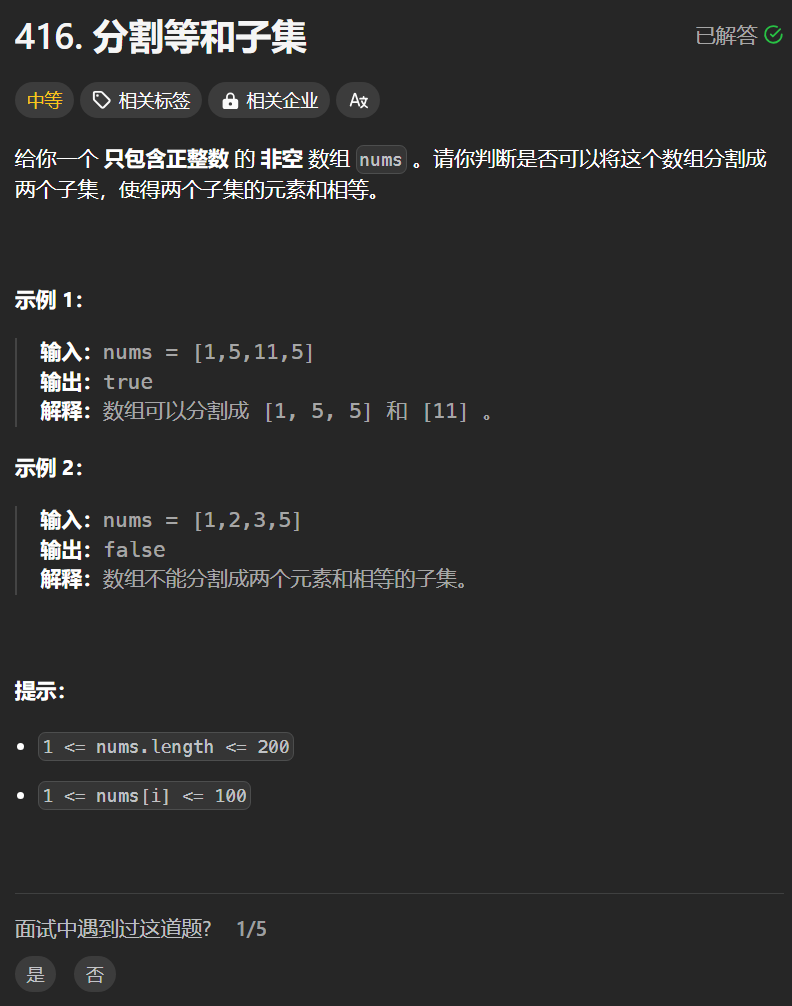 416. 分割等和子集
已解答
中等
相关标签
相关企业
给你一个 只包含正整数 的 非空 数组 nums 。请你判断是否可以将这个数组分割成
两个子集，使得两个子集的元素和相等。
示例 1：
输入：nums = [1,5,11,5]
输出：true
解释：数组可以分割成 [1, 5, 5] 和 [11] 。
示例 2：
输入：nums = [1,2,3,5]
输出：false
解释：数组不能分割成两个元素和相等的子集。
提示：
1 <= nums.length <= 200
1 <= nums[i] <= 100
面试中遇到过这道题? 1/5
是
否